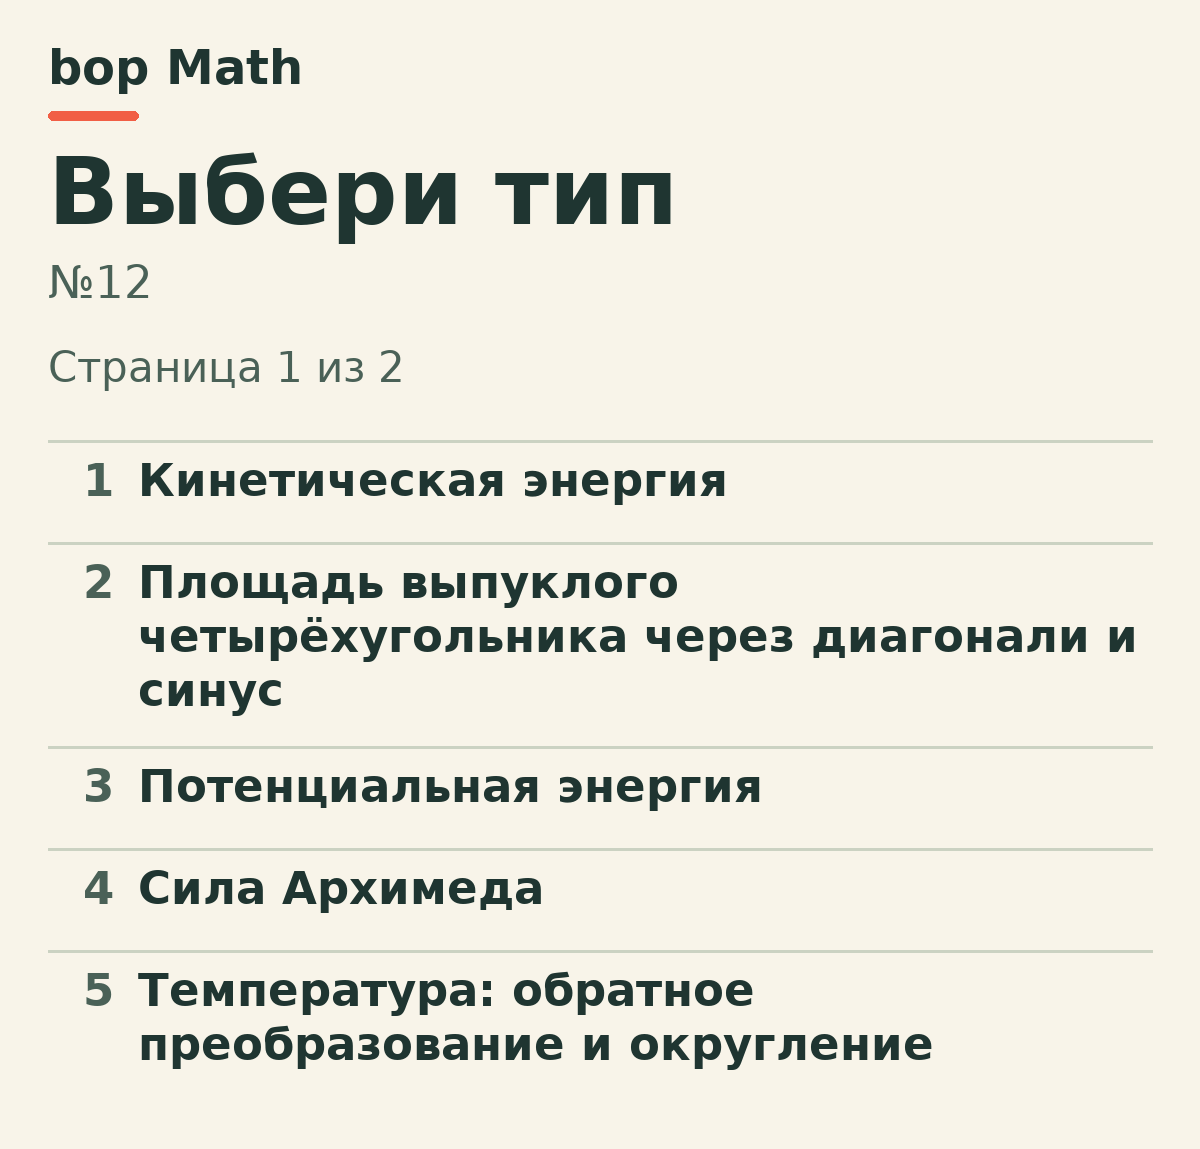 bop Math
Выбери тип
№12
Страница 1 из 2
1 Кинетическая энергия
2 Площадь выпуклого
четырёхугольника через диагонали и
синус
3 Потенциальная энергия
4 Сила Архимеда
5 Температура: обратное
преобразование и округление